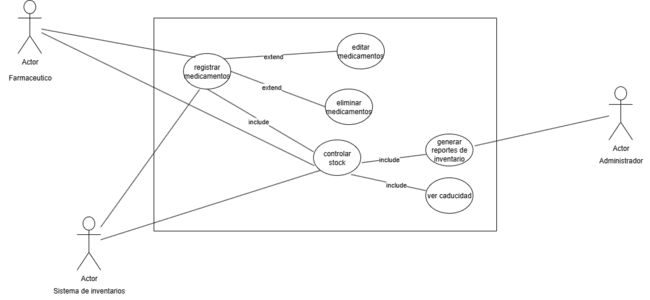 Actor
Farmaceutico
registrar
medicamentos
extend
editar
medicamentos
extend
eliminar
medicamentos
include
controlar
stock
include
generar
reportes de
inventario
include
ver caducidad
Actor
Administrador
Actor
Sistema de inventarios